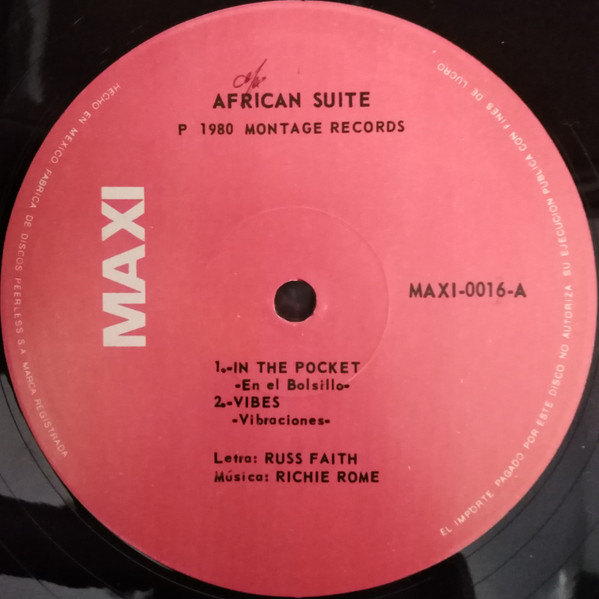 AFRICAN SUITE
P 1980 MONTAGE RECORDS
MAXI
MAXI-0016-A
1.-IN THE POCKET
-En el Bolsillo-
2.-VIBES
-Vibraciones-
Letra: RUSS FAITH
Música: RICHIE ROME
HECHO EN MEXICO. FABRICA DE DISCOS PEERLESS S.A. MARCA REGISTRADA
EL IMPORTE PAGADO POR ESTE DISCO NO AUTORIZA SU EJECUCION PUBLICA CON FINES DE LUCRO